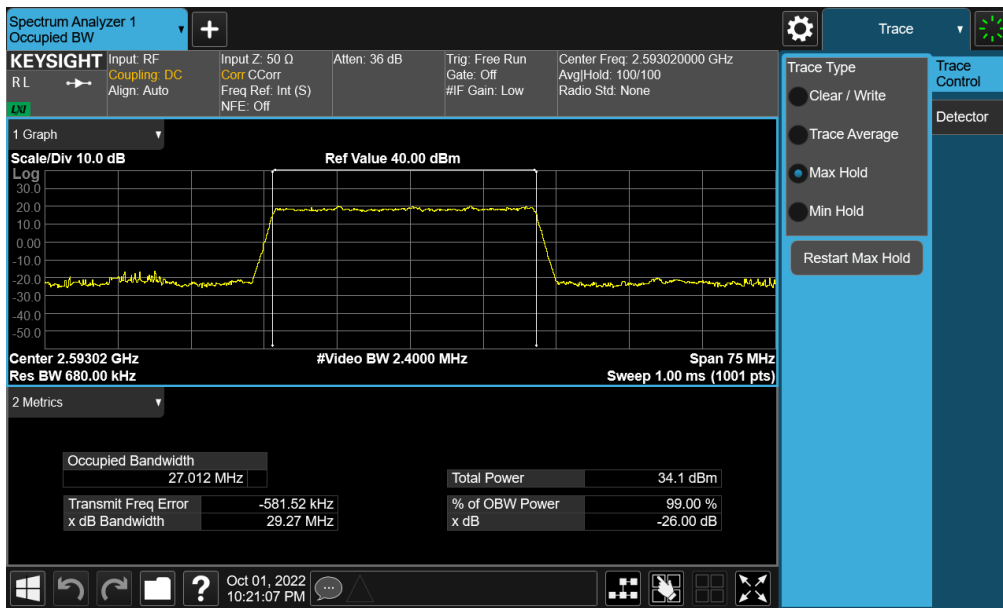 Spectrum Analyzer 1
Occupied BW
+
Trace
KEYSIGHT
R L
LXI
Input: RF
Coupling: DC
Align: Auto
Input Z: 50 Ω
Corr CCorr
Freq Ref: Int (S)
NFE: Off
Atten: 36 dB
Trig: Free Run
Gate: Off
#IF Gain: Low
Center Freq: 2.593020000 GHz
Avg|Hold: 100/100
Radio Std: None
Trace Type
Clear / Write
Trace Average
Max Hold
Min Hold
Restart Max Hold
Trace
Control
Detector
1 Graph
Scale/Div 10.0 dB
Ref Value 40.00 dBm
Log
30.0
20.0
10.0
0.00
-10.0
-20.0
-30.0
-40.0
-50.0
Center 2.59302 GHz
#Video BW 2.4000 MHz
Span 75 MHz
Res BW 680.00 kHz
Sweep 1.00 ms (1001 pts)
2 Metrics
Occupied Bandwidth
27.012 MHz
Total Power 34.1 dBm
Transmit Freq Error -581.52 kHz
% of OBW Power 99.00 %
x dB Bandwidth 29.27 MHz
x dB -26.00 dB
?
Oct 01, 2022
10:21:07 PM